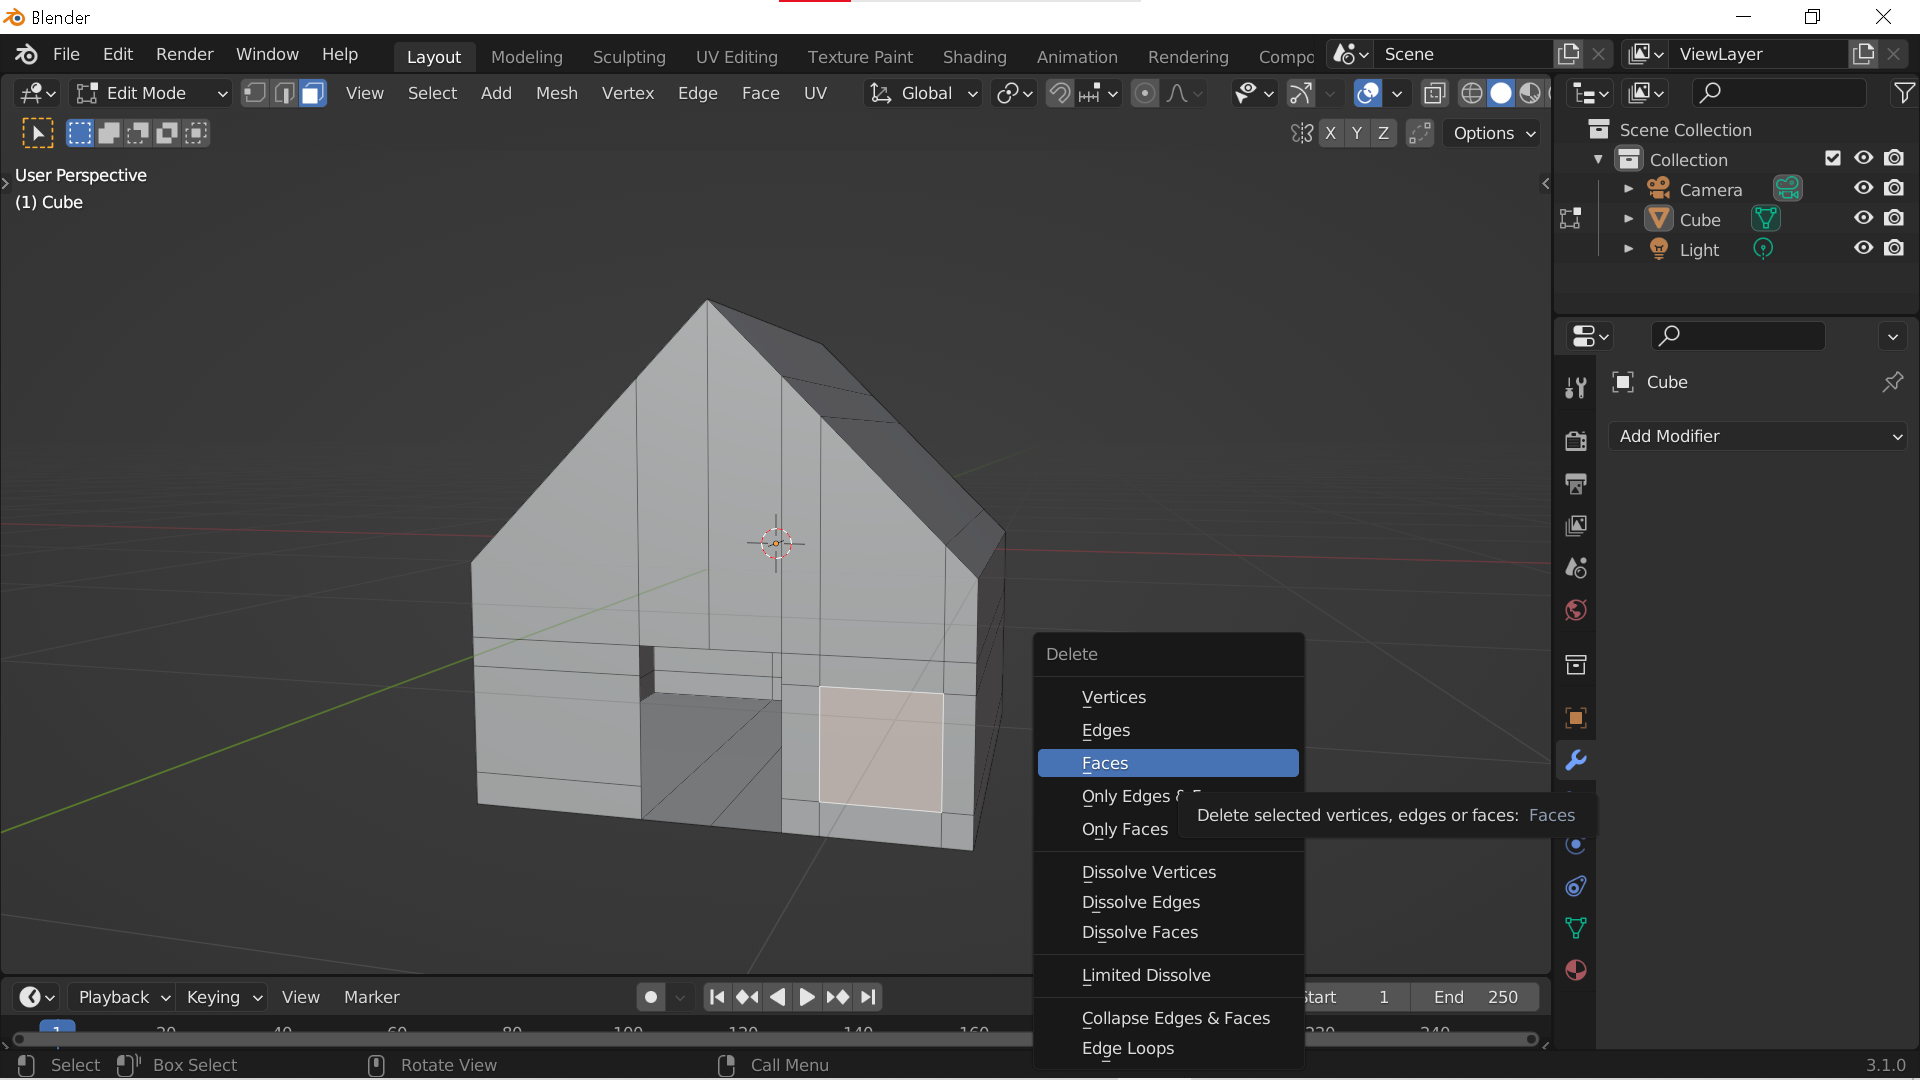 Blender
File Edit Render Window Help Layout Modeling Sculpting UV Editing Texture Paint Shading Animation Rendering Compo Scene ViewLayer
Edit Mode View Select Add Mesh Vertex Edge Face UV Global
X Y Z Options
User Perspective
(1) Cube
Scene Collection
Collection
Camera
Cube
Light
Cube
Add Modifier
Delete
Vertices
Edges
Faces
Only Edges &
Only Faces
Delete selected vertices, edges or faces: Faces
Dissolve Vertices
Dissolve Edges
Dissolve Faces
Limited Dissolve
Collapse Edges & Faces
Edge Loops
Playback Keying View Marker Start 1 End 250
1 20 40 60 80 100 120 140 160 220 240
Select Box Select Rotate View Call Menu 3.1.0